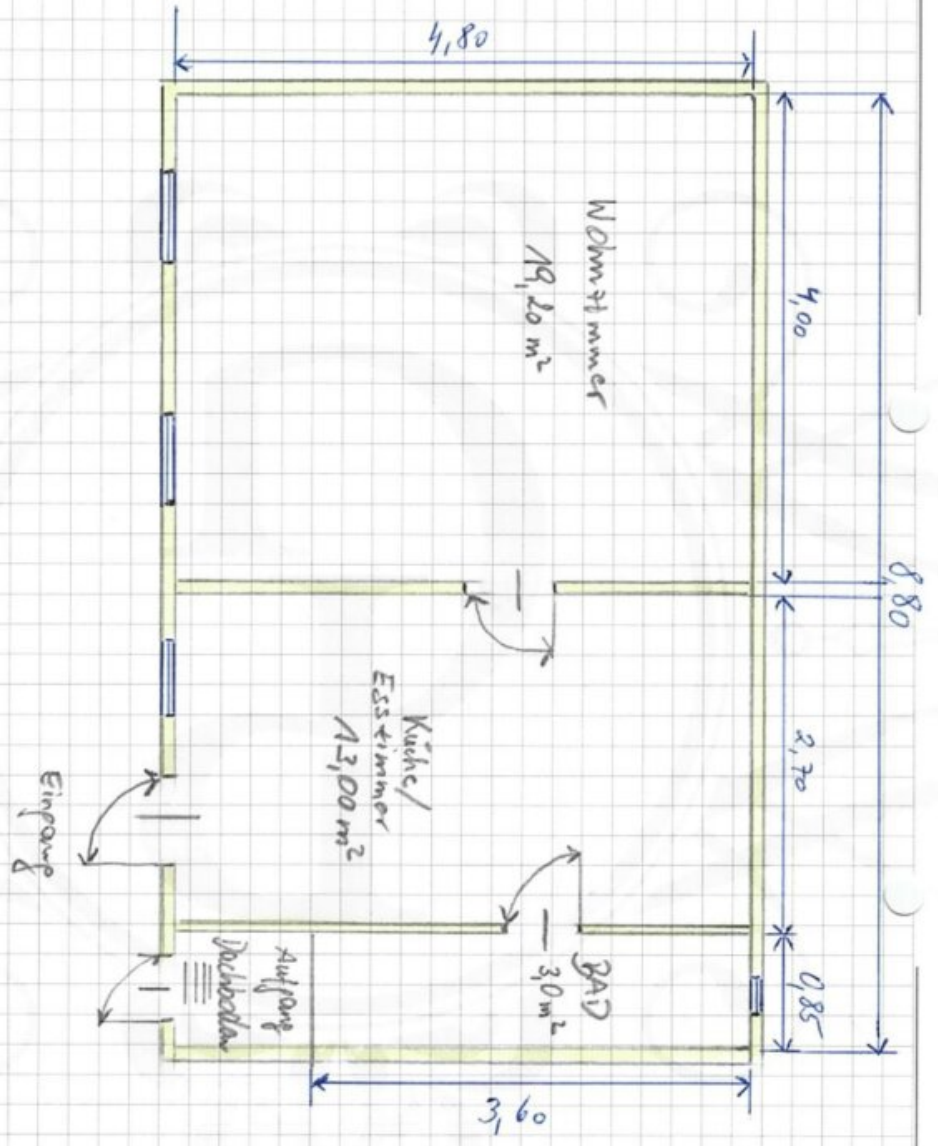 4,80
Wohnzimmer
19,20 m²
4,00
8,80
Küche/
Esszimmer
13,00 m²
2,70
Eingang
Aufgang
Dachboden
BAD
3,0 m²
0,85
3,60